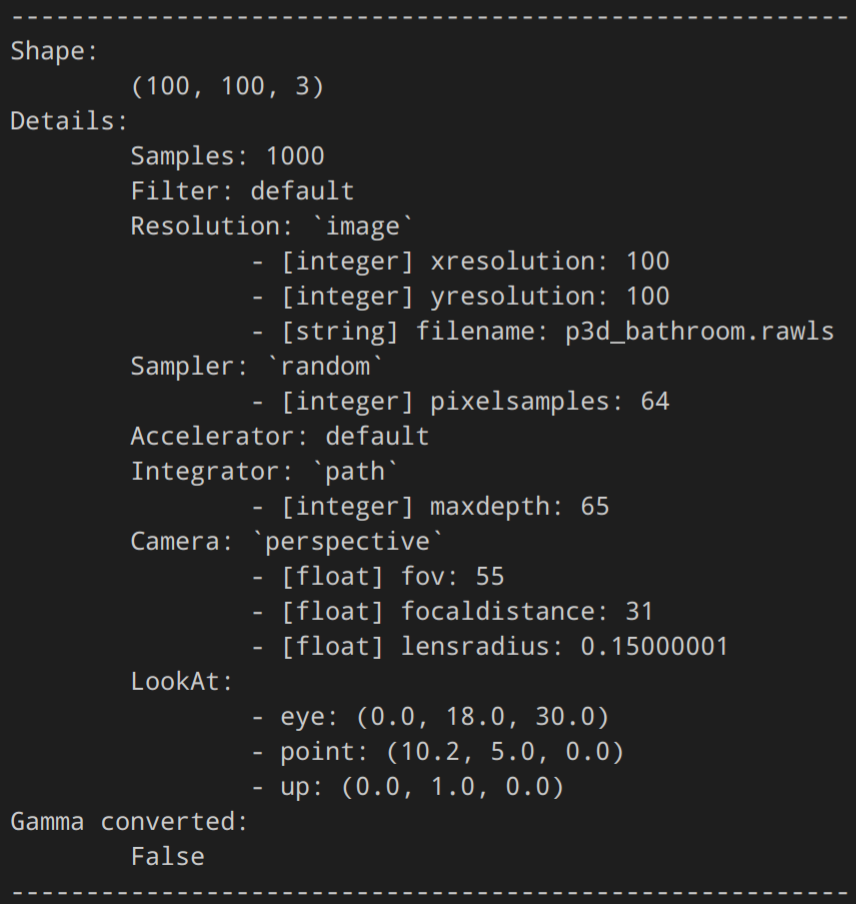 ---------------------------------------------------------
Shape:
(100, 100, 3)
Details:
Samples: 1000
Filter: default
Resolution: `image`
- [integer] xresolution: 100
- [integer] yresolution: 100
- [string] filename: p3d_bathroom.rawls
Sampler: `random`
- [integer] pixelsamples: 64
Accelerator: default
Integrator: `path`
- [integer] maxdepth: 65
Camera: `perspective`
- [float] fov: 55
- [float] focaldistance: 31
- [float] lensradius: 0.15000001
LookAt:
- eye: (0.0, 18.0, 30.0)
- point: (10.2, 5.0, 0.0)
- up: (0.0, 1.0, 0.0)
Gamma converted:
False
---------------------------------------------------------